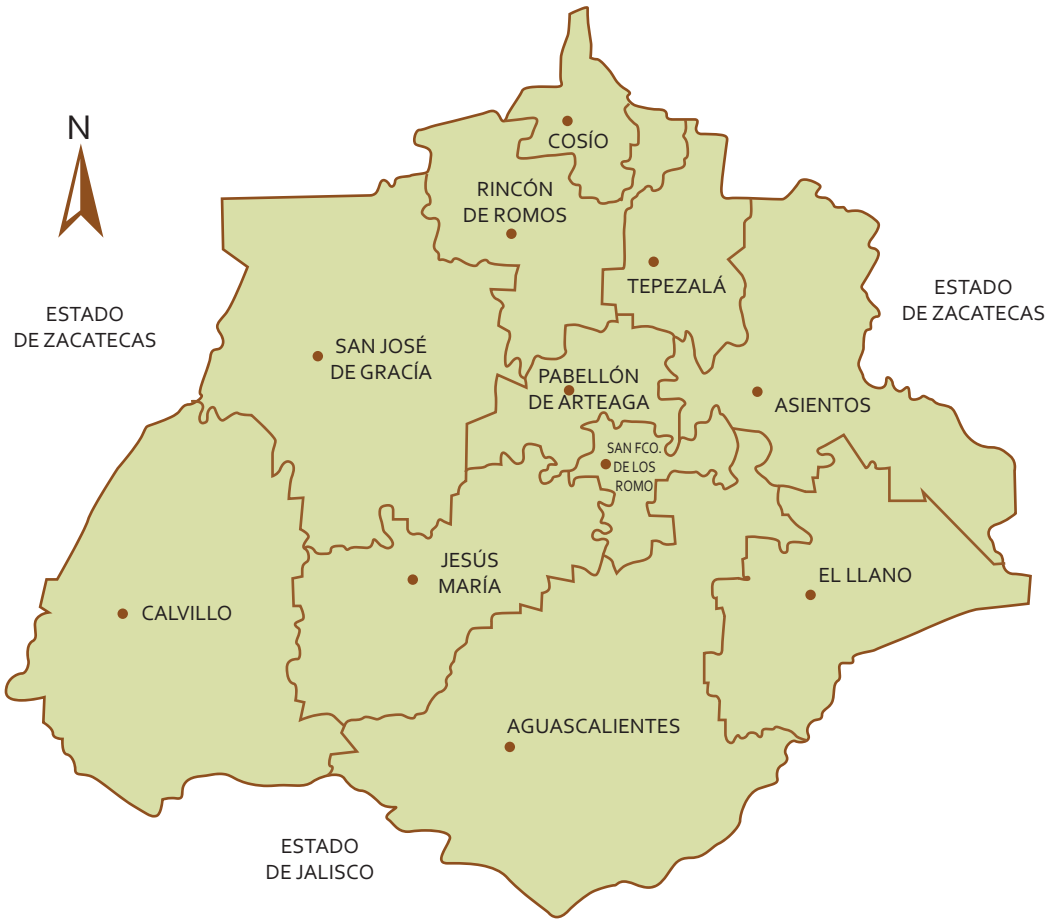 N
COSÍO
RINCÓN
DE ROMOS
TEPEZALÁ
ESTADO
DE ZACATECAS
ESTADO
DE ZACATECAS
SAN JOSÉ
DE GRACÍA
PABELLÓN
DE ARTEAGA
ASIENTOS
SAN FCO.
DE LOS
ROMO
JESÚS
MARÍA
EL LLANO
CALVILLO
AGUASCALIENTES
ESTADO
DE JALISCO